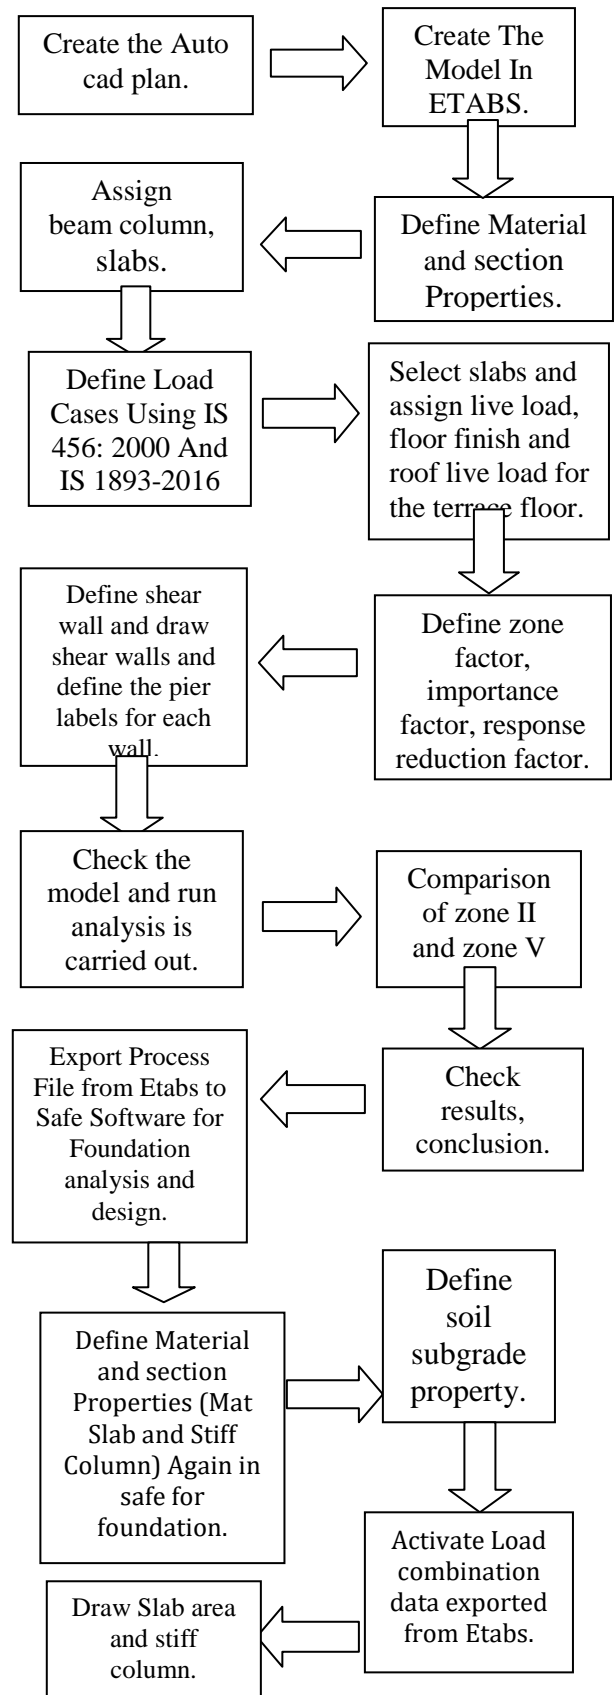 Create the Auto
cad plan.
Create The
Model In
ETABS.
Define Material
and section
Properties.
Assign
beam column,
slabs.
Define Load
Cases Using IS
456: 2000 And
IS 1893-2016
Select slabs and
assign live load,
floor finish and
roof live load for
the terrace floor.
Define zone
factor,
importance
factor, response
reduction factor.
Define shear
wall and draw
shear walls and
define the pier
labels for each
wall.
Check the
model and run
analysis is
carried out.
Comparison
of zone II
and zone V
Check
results,
conclusion.
Export Process
File from Etabs to
Safe Software for
Foundation
analysis and
design.
Define Material
and section
Properties (Mat
Slab and Stiff
Column) Again in
safe for
foundation.
Define
soil
subgrade
property.
Activate Load
combination
data exported
from Etabs.
Draw Slab area
and stiff
column.